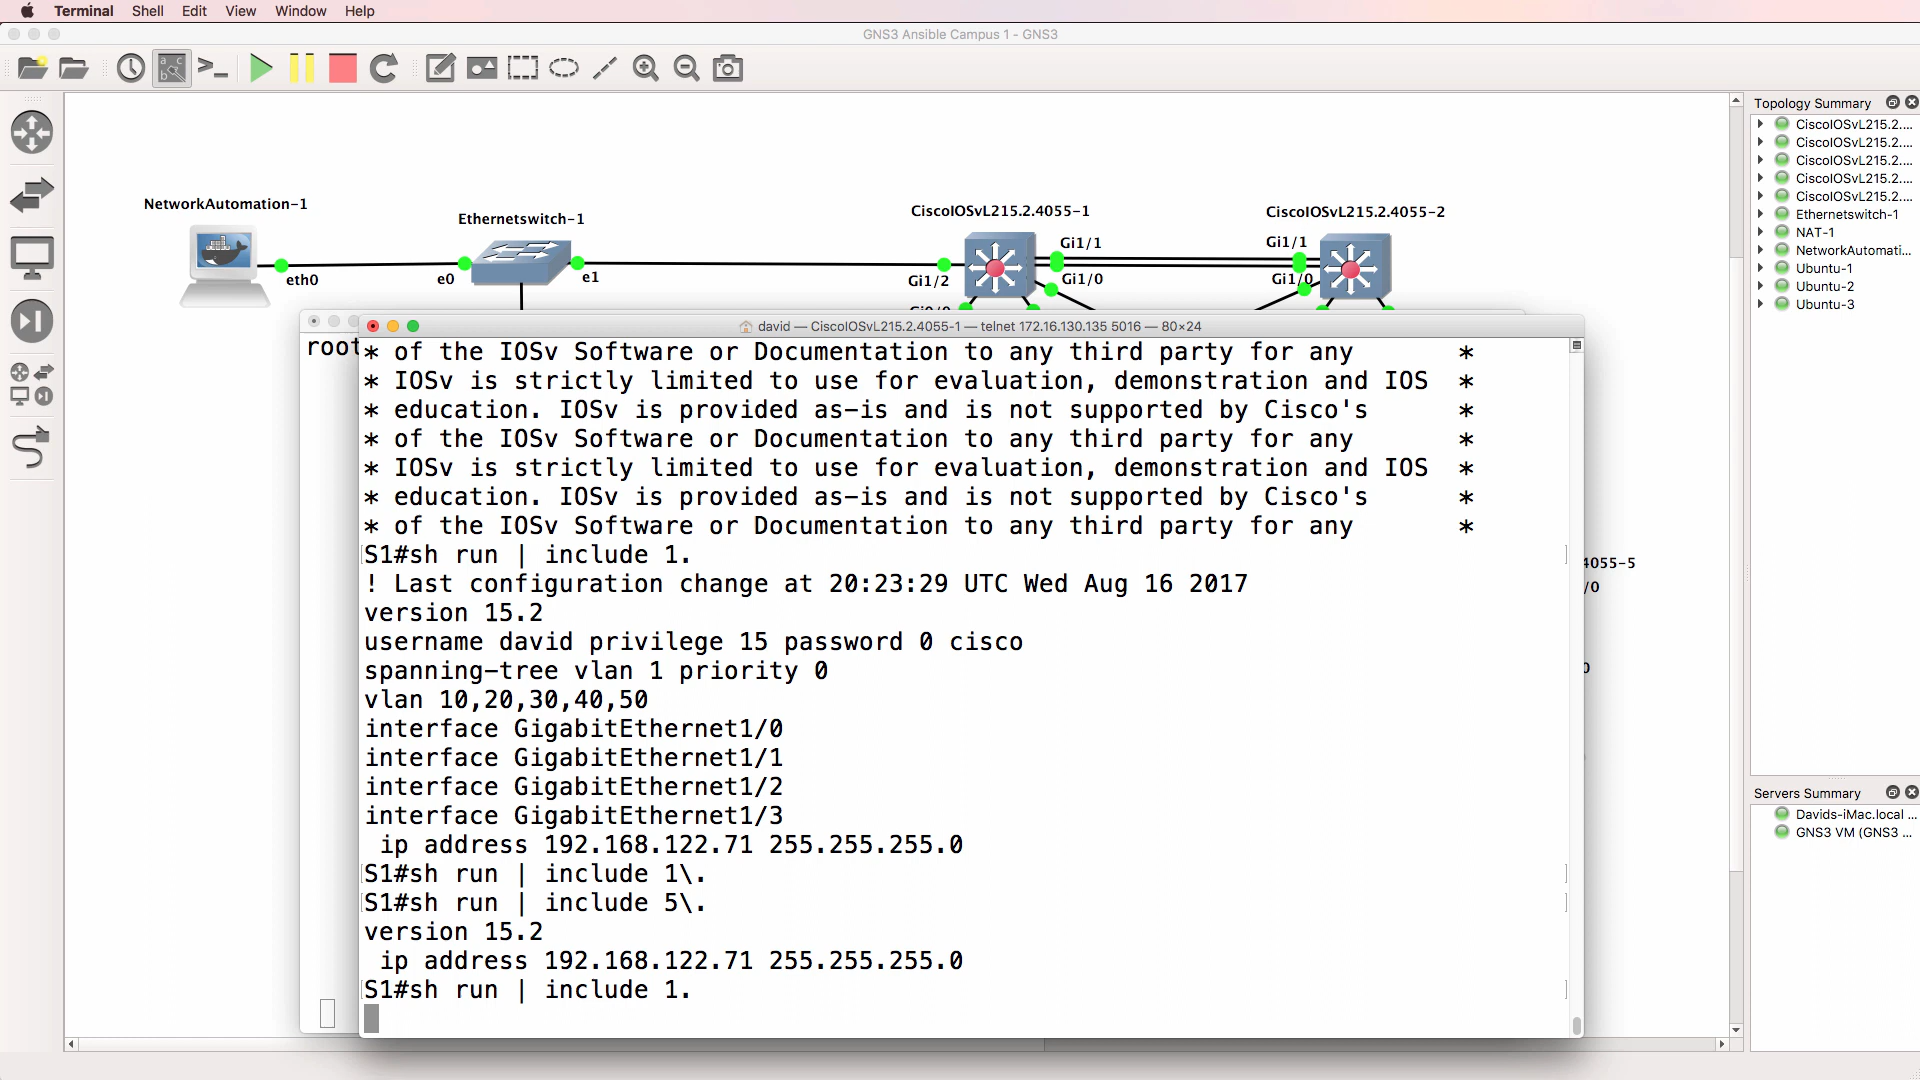 Terminal Shell Edit View Window Help
GNS3 Ansible Campus 1 - GNS3
Topology Summary
CiscoIOSvL215.2....
CiscoIOSvL215.2....
CiscoIOSvL215.2....
CiscoIOSvL215.2....
CiscoIOSvL215.2....
Ethernetswitch-1
NAT-1
NetworkAutomati...
Ubuntu-1
Ubuntu-2
Ubuntu-3
NetworkAutomation-1
Ethernetswitch-1
CiscoIOSvL215.2.4055-1
CiscoIOSvL215.2.4055-2
eth0
e0
e1
Gi1/2
Gi1/1
Gi1/0
Gi1/1
Gi1/0
root
david — CiscoIOSvL215.2.4055-1 — telnet 172.16.130.135 5016 — 80×24
* of the IOSv Software or Documentation to any third party for any *
* IOSv is strictly limited to use for evaluation, demonstration and IOS *
* education. IOSv is provided as-is and is not supported by Cisco's *
* of the IOSv Software or Documentation to any third party for any *
* IOSv is strictly limited to use for evaluation, demonstration and IOS *
* education. IOSv is provided as-is and is not supported by Cisco's *
* of the IOSv Software or Documentation to any third party for any *
S1#sh run | include 1.
! Last configuration change at 20:23:29 UTC Wed Aug 16 2017
version 15.2
username david privilege 15 password 0 cisco
spanning-tree vlan 1 priority 0
vlan 10,20,30,40,50
interface GigabitEthernet1/0
interface GigabitEthernet1/1
interface GigabitEthernet1/2
interface GigabitEthernet1/3
 ip address 192.168.122.71 255.255.255.0
S1#sh run | include 1\.
S1#sh run | include 5\.
version 15.2
 ip address 192.168.122.71 255.255.255.0
S1#sh run | include 1.
4055-5
/0
Servers Summary
Davids-iMac.local ...
GNS3 VM (GNS3 ...